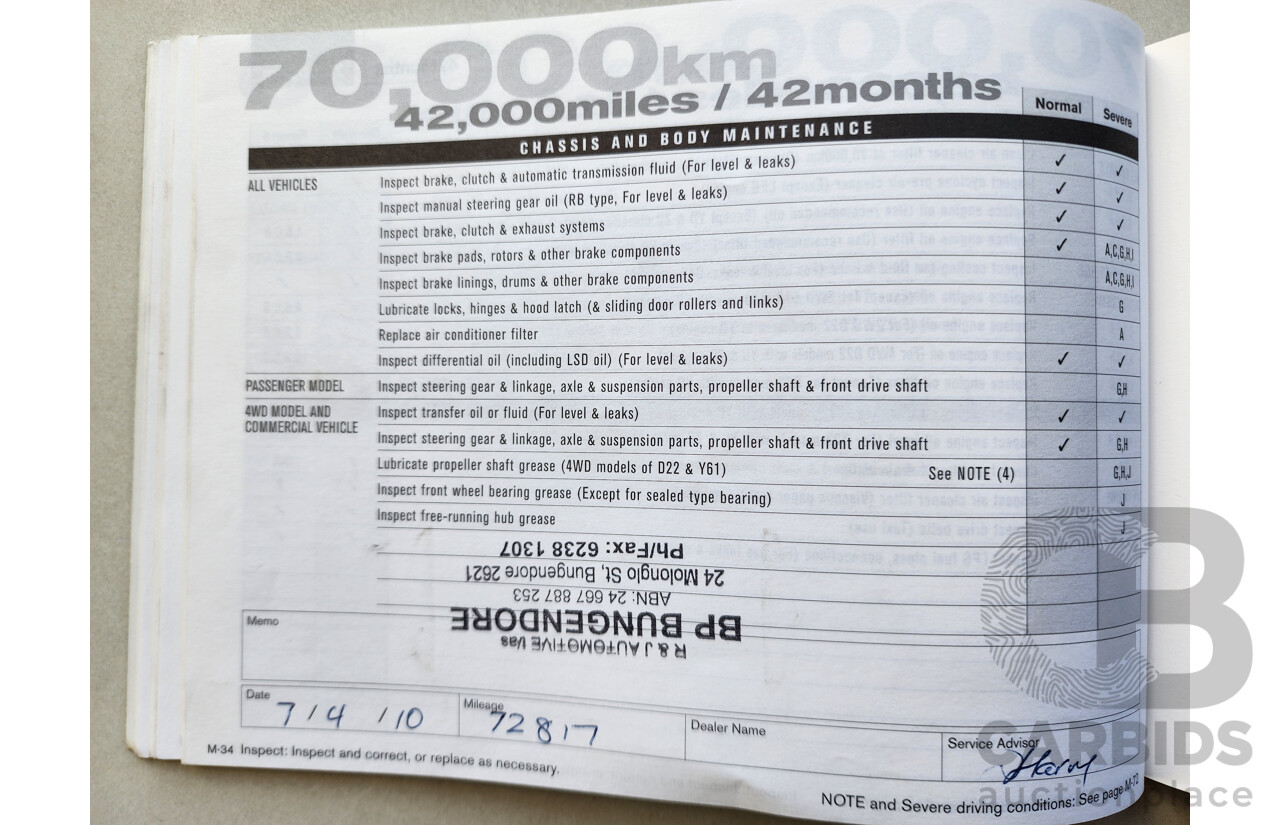 70,000km
42,000miles / 42months
Normal Severe
CHASSIS AND BODY MAINTENANCE
ALL VEHICLES Inspect brake, clutch & automatic transmission fluid (For level & leaks) ✓ ✓
Inspect manual steering gear oil (RB type, For level & leaks) ✓ ✓
Inspect brake, clutch & exhaust systems ✓ ✓
Inspect brake pads, rotors & other brake components ✓ A,C,G,H,I
Inspect brake linings, drums & other brake components A,C,G,H,I
Lubricate locks, hinges & hood latch (& sliding door rollers and links) G
Replace air conditioner filter A
Inspect differential oil (including LSD oil) (For level & leaks) ✓ ✓
PASSENGER MODEL Inspect steering gear & linkage, axle & suspension parts, propeller shaft & front drive shaft G,H
4WD MODEL AND Inspect transfer oil or fluid (For level & leaks) ✓ ✓
COMMERCIAL VEHICLE Inspect steering gear & linkage, axle & suspension parts, propeller shaft & front drive shaft ✓ G,H
Lubricate propeller shaft grease (4WD models of D22 & Y61) See NOTE (4) G,H,J
Inspect front wheel bearing grease (Except for sealed type bearing) J
Inspect free-running hub grease J
R & J AUTOMOTIVE t/as
BP BUNGENDORE
ABN: 24 667 887 253
24 Molonglo St, Bungendore 2621
Ph/Fax: 6238 1307
Memo
Date 7/4/10 Mileage 72817 Dealer Name Service Advisor
M-34 Inspect: Inspect and correct, or replace as necessary.
NOTE and Severe driving conditions: See page M-72
CARBIDS
auctionplace